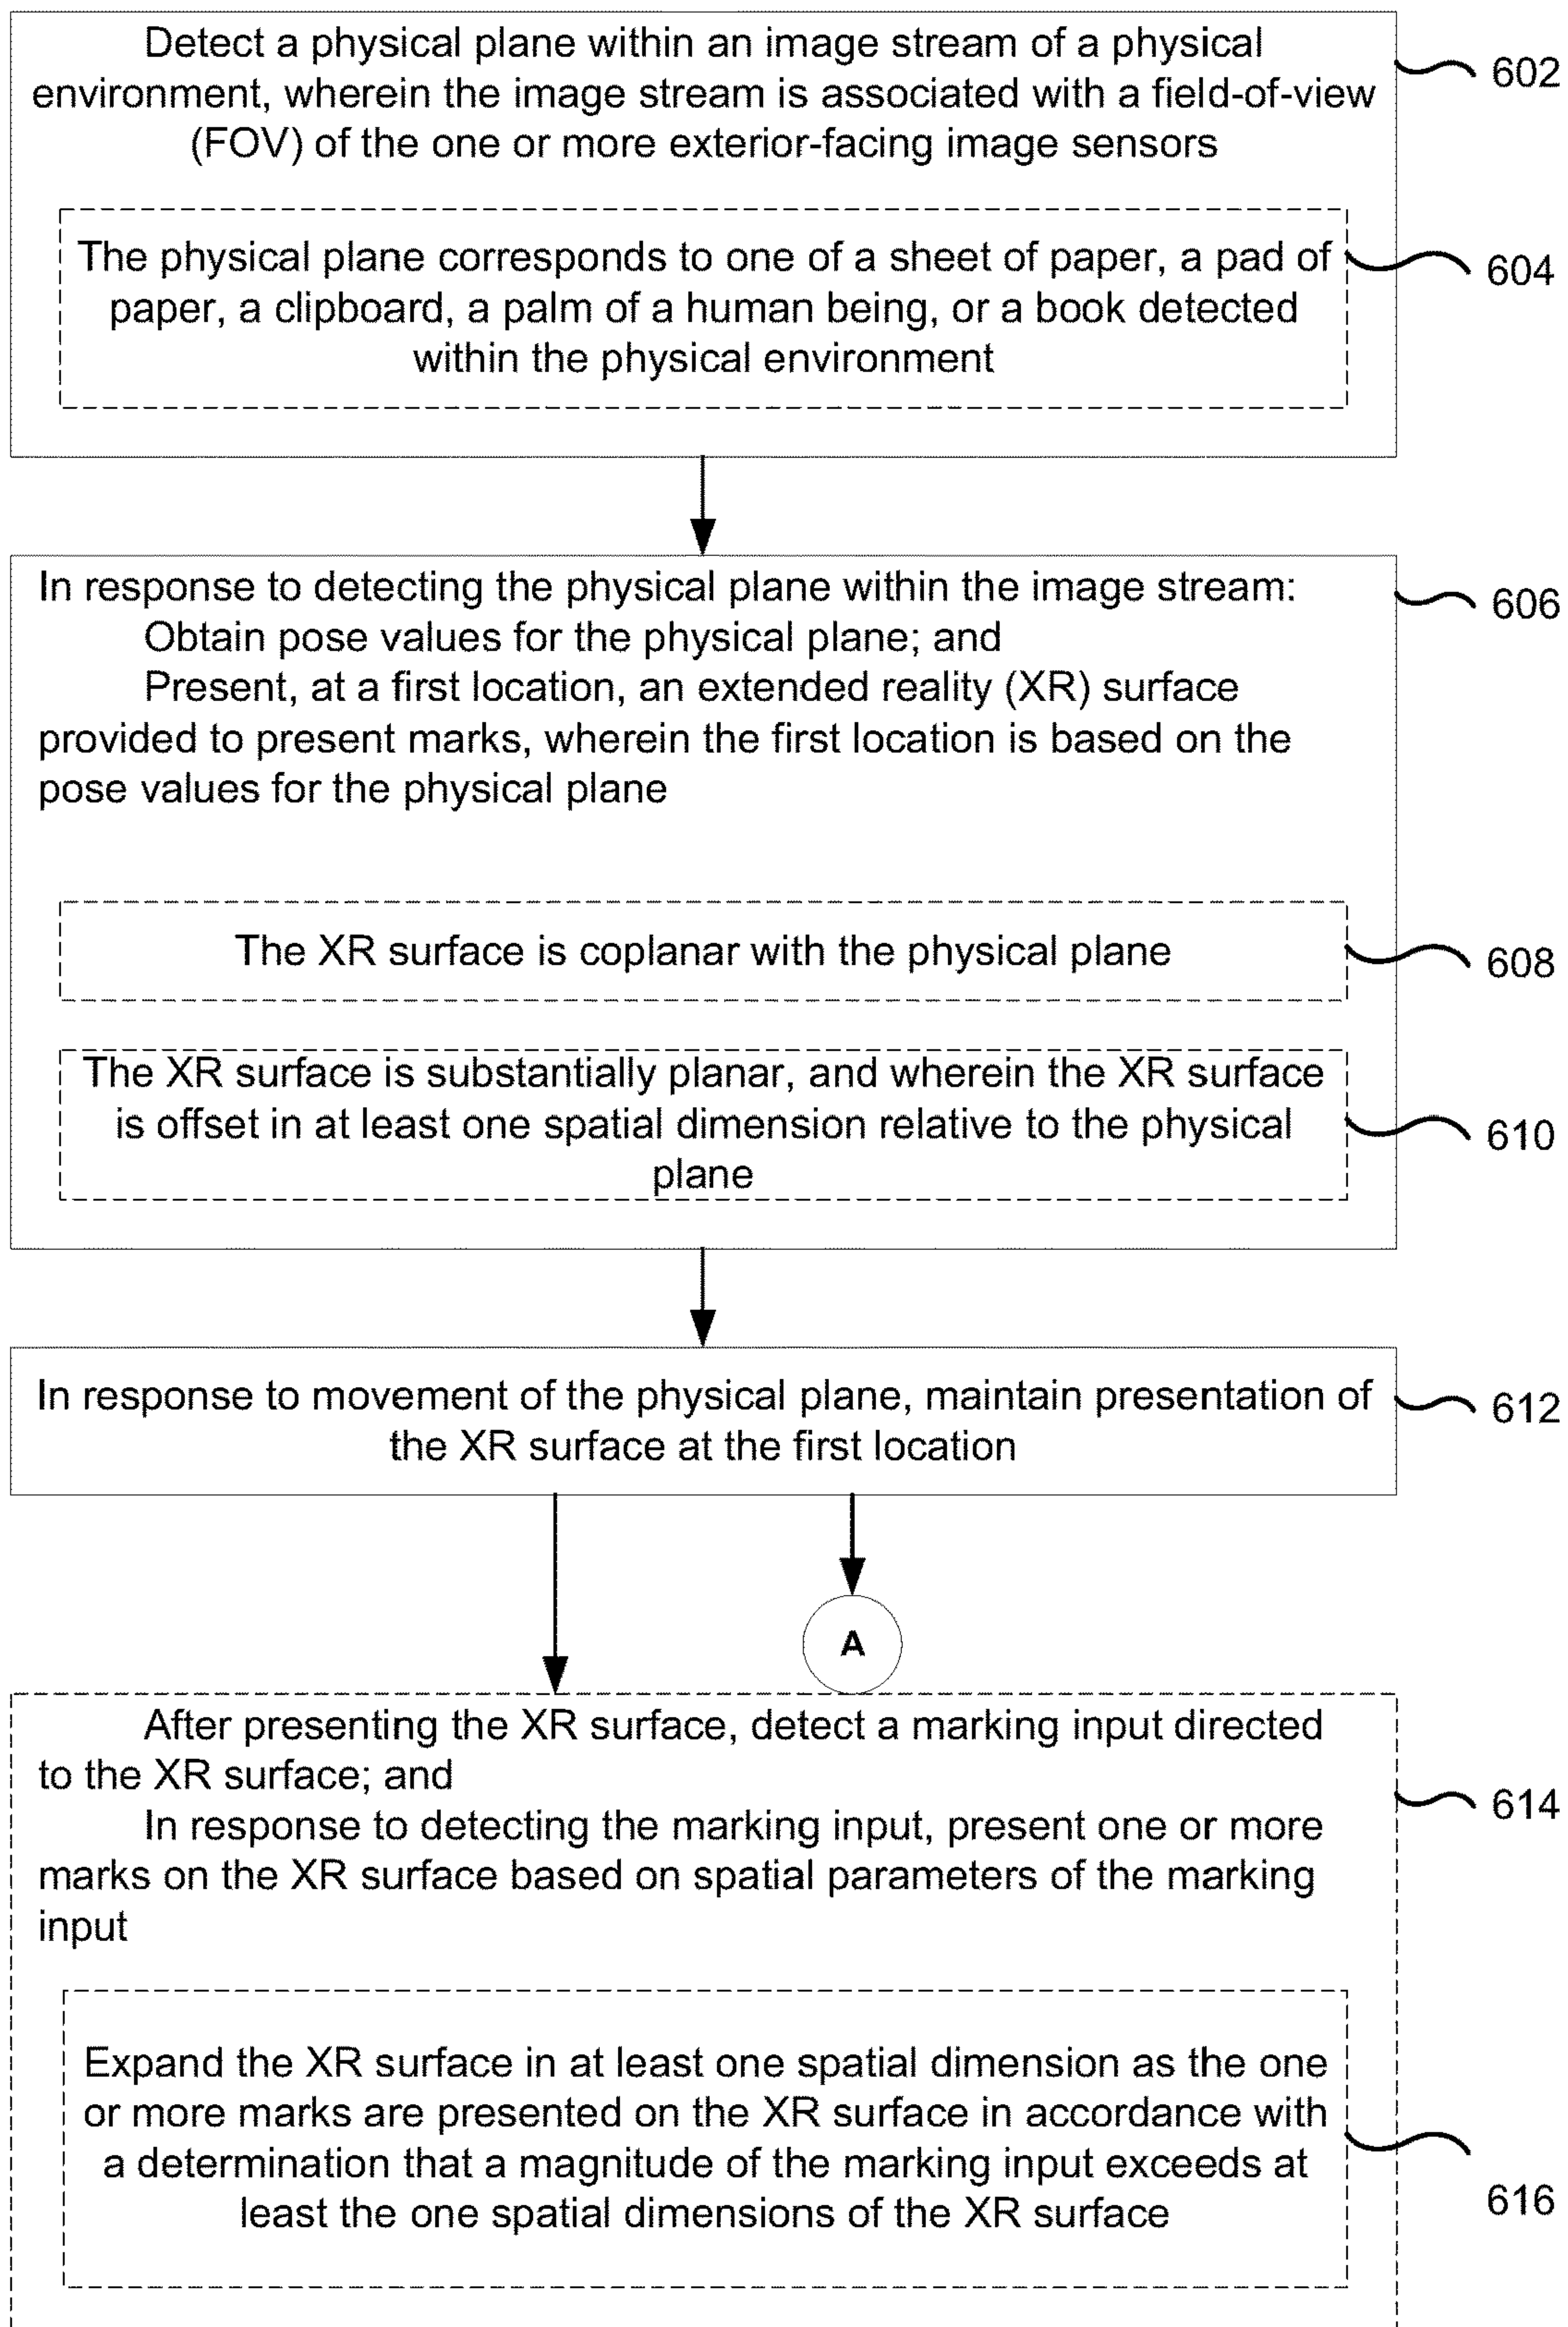 Detect a physical plane within an image stream of a physical
environment, wherein the image stream is associated with a field-of-view
(FOV) of the one or more exterior-facing image sensors
602
The physical plane corresponds to one of a sheet of paper, a pad of
paper, a clipboard, a palm of a human being, or a book detected
within the physical environment
604
In response to detecting the physical plane within the image stream:
Obtain pose values for the physical plane; and
Present, at a first location, an extended reality (XR) surface
provided to present marks, wherein the first location is based on the
pose values for the physical plane
606
The XR surface is coplanar with the physical plane
608
The XR surface is substantially planar, and wherein the XR surface
is offset in at least one spatial dimension relative to the physical
plane
610
In response to movement of the physical plane, maintain presentation of
the XR surface at the first location
612
A
After presenting the XR surface, detect a marking input directed
to the XR surface; and
In response to detecting the marking input, present one or more
marks on the XR surface based on spatial parameters of the marking
input
614
Expand the XR surface in at least one spatial dimension as the one
or more marks are presented on the XR surface in accordance with
a determination that a magnitude of the marking input exceeds at
least the one spatial dimensions of the XR surface
616